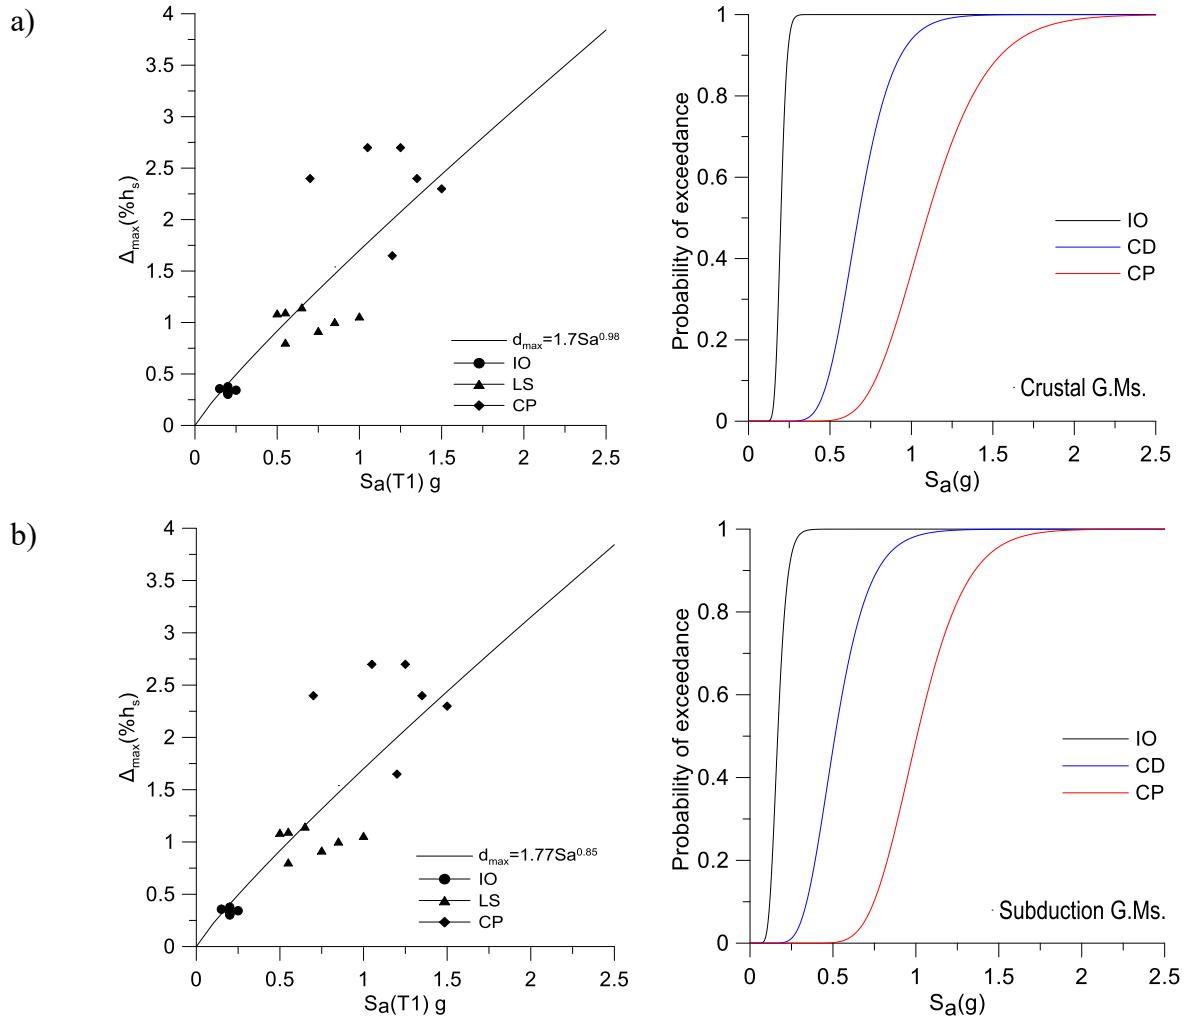 a)
4
3.5
3
2.5
2
1.5
1
0.5
0
Δmax(%hs)
dmax=1.7Sa0.98
IO
LS
CP
0 0.5 1 1.5 2 2.5
Sa(T1) g
1
0.8
0.6
0.4
0.2
0
Probability of exceedance
IO
CD
CP
Crustal G.Ms.
0 0.5 1 1.5 2 2.5
Sa(g)
b)
4
3.5
3
2.5
2
1.5
1
0.5
0
Δmax(%hs)
dmax=1.77Sa0.85
IO
LS
CP
0 0.5 1 1.5 2 2.5
Sa(T1) g
1
0.8
0.6
0.4
0.2
0
Probability of exceedance
IO
CD
CP
Subduction G.Ms.
0 0.5 1 1.5 2 2.5
Sa(g)